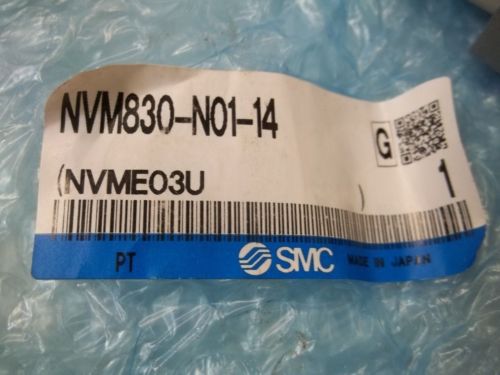 NVM830-N01-14
G
(NVME03U )
1
PT SMC MADE IN JAPAN